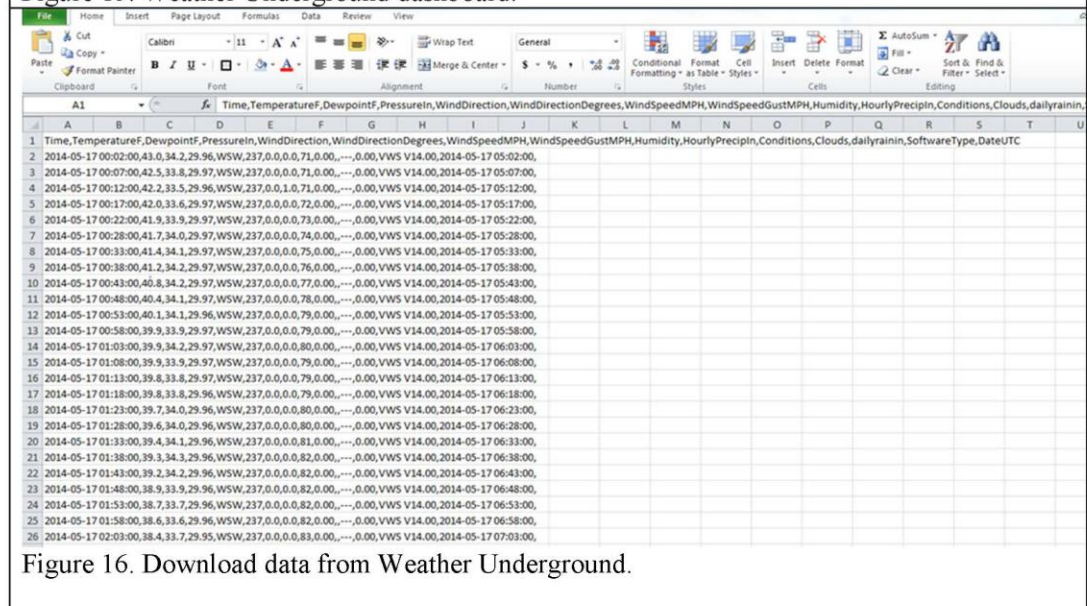 Figure 15. Weather Underground dashboard.
File Home Insert Page Layout Formulas Data Review View
Cut
Copy
Paste
Format Painter
Clipboard
Calibri 11 A A
B I U A
Font
Wrap Text
Merge & Center
Alignment
General
$ % ,
Number
Conditional Formatting
Format as Table
Cell Styles
Styles
Insert Delete Format
Cells
Σ AutoSum
Fill
Clear
Sort & Filter
Find & Select
Editing
A1 fx Time,TemperatureF,DewpointF,PressureIn,WindDirection,WindDirectionDegrees,WindSpeedMPH,WindSpeedGustMPH,Humidity,HourlyPrecipIn,Conditions,Clouds,dailyrainin,
A B C D E F G H I J K L M N O P Q R S T U
1 Time,TemperatureF,DewpointF,PressureIn,WindDirection,WindDirectionDegrees,WindSpeedMPH,WindSpeedGustMPH,Humidity,HourlyPrecipIn,Conditions,Clouds,dailyrainin,SoftwareType,DateUTC
2 2014-05-17 00:02:00,43.0,34.2,29.96,WSW,237,0.0,0.0,71,0.00,,---,0.00,VWS V14.00,2014-05-17 05:02:00,
3 2014-05-17 00:07:00,42.5,33.8,29.97,WSW,237,0.0,0.0,71,0.00,,---,0.00,VWS V14.00,2014-05-17 05:07:00,
4 2014-05-17 00:12:00,42.2,33.5,29.96,WSW,237,0.0,1.0,71,0.00,,---,0.00,VWS V14.00,2014-05-17 05:12:00,
5 2014-05-17 00:17:00,42.0,33.6,29.97,WSW,237,0.0,0.0,72,0.00,,---,0.00,VWS V14.00,2014-05-17 05:17:00,
6 2014-05-17 00:22:00,41.9,33.9,29.96,WSW,237,0.0,0.0,73,0.00,,---,0.00,VWS V14.00,2014-05-17 05:22:00,
7 2014-05-17 00:28:00,41.7,34.0,29.97,WSW,237,0.0,0.0,74,0.00,,---,0.00,VWS V14.00,2014-05-17 05:28:00,
8 2014-05-17 00:33:00,41.4,34.1,29.97,WSW,237,0.0,0.0,75,0.00,,---,0.00,VWS V14.00,2014-05-17 05:33:00,
9 2014-05-17 00:38:00,41.2,34.2,29.97,WSW,237,0.0,0.0,76,0.00,,---,0.00,VWS V14.00,2014-05-17 05:38:00,
10 2014-05-17 00:43:00,40.8,34.2,29.97,WSW,237,0.0,0.0,77,0.00,,---,0.00,VWS V14.00,2014-05-17 05:43:00,
11 2014-05-17 00:48:00,40.4,34.1,29.97,WSW,237,0.0,0.0,78,0.00,,---,0.00,VWS V14.00,2014-05-17 05:48:00,
12 2014-05-17 00:53:00,40.1,34.1,29.96,WSW,237,0.0,0.0,79,0.00,,---,0.00,VWS V14.00,2014-05-17 05:53:00,
13 2014-05-17 00:58:00,39.9,33.9,29.97,WSW,237,0.0,0.0,79,0.00,,---,0.00,VWS V14.00,2014-05-17 05:58:00,
14 2014-05-17 01:03:00,39.9,34.2,29.97,WSW,237,0.0,0.0,80,0.00,,---,0.00,VWS V14.00,2014-05-17 06:03:00,
15 2014-05-17 01:08:00,39.9,33.9,29.97,WSW,237,0.0,0.0,79,0.00,,---,0.00,VWS V14.00,2014-05-17 06:08:00,
16 2014-05-17 01:13:00,39.8,33.8,29.97,WSW,237,0.0,0.0,79,0.00,,---,0.00,VWS V14.00,2014-05-17 06:13:00,
17 2014-05-17 01:18:00,39.8,33.8,29.96,WSW,237,0.0,0.0,79,0.00,,---,0.00,VWS V14.00,2014-05-17 06:18:00,
18 2014-05-17 01:23:00,39.7,34.0,29.96,WSW,237,0.0,0.0,80,0.00,,---,0.00,VWS V14.00,2014-05-17 06:23:00,
19 2014-05-17 01:28:00,39.6,34.0,29.96,WSW,237,0.0,0.0,80,0.00,,---,0.00,VWS V14.00,2014-05-17 06:28:00,
20 2014-05-17 01:33:00,39.4,34.1,29.96,WSW,237,0.0,0.0,81,0.00,,---,0.00,VWS V14.00,2014-05-17 06:33:00,
21 2014-05-17 01:38:00,39.3,34.3,29.96,WSW,237,0.0,0.0,82,0.00,,---,0.00,VWS V14.00,2014-05-17 06:38:00,
22 2014-05-17 01:43:00,39.2,34.2,29.96,WSW,237,0.0,0.0,82,0.00,,---,0.00,VWS V14.00,2014-05-17 06:43:00,
23 2014-05-17 01:48:00,38.9,33.9,29.96,WSW,237,0.0,0.0,82,0.00,,---,0.00,VWS V14.00,2014-05-17 06:48:00,
24 2014-05-17 01:53:00,38.7,33.7,29.96,WSW,237,0.0,0.0,82,0.00,,---,0.00,VWS V14.00,2014-05-17 06:53:00,
25 2014-05-17 01:58:00,38.6,33.6,29.96,WSW,237,0.0,0.0,82,0.00,,---,0.00,VWS V14.00,2014-05-17 06:58:00,
26 2014-05-17 02:03:00,38.4,33.7,29.95,WSW,237,0.0,0.0,83,0.00,,---,0.00,VWS V14.00,2014-05-17 07:03:00,
Figure 16. Download data from Weather Underground.